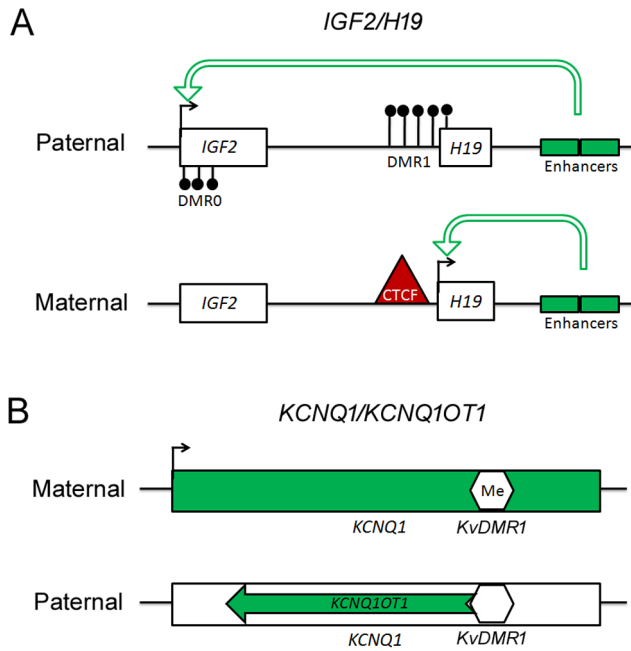 A
IGF2/H19
Paternal
IGF2
DMR0
DMR1
H19
Enhancers
Maternal
IGF2
CTCF
H19
Enhancers
B
KCNQ1/KCNQ1OT1
Maternal
Me
KCNQ1
KvDMR1
Paternal
KCNQ1OT1
KCNQ1
KvDMR1